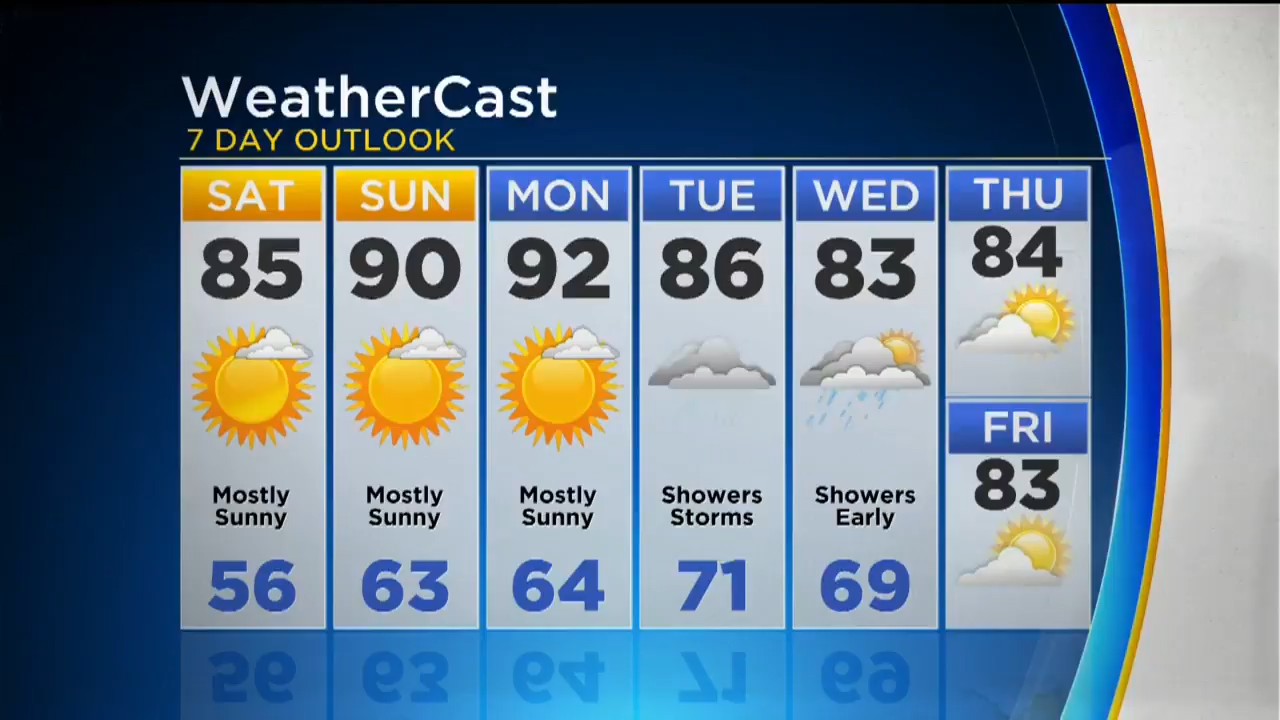 WeatherCast
7 DAY OUTLOOK
SAT
85
Mostly
Sunny
56
SUN
90
Mostly
Sunny
63
MON
92
Mostly
Sunny
64
TUE
86
Showers
Storms
71
WED
83
Showers
Early
69
THU
84
FRI
83